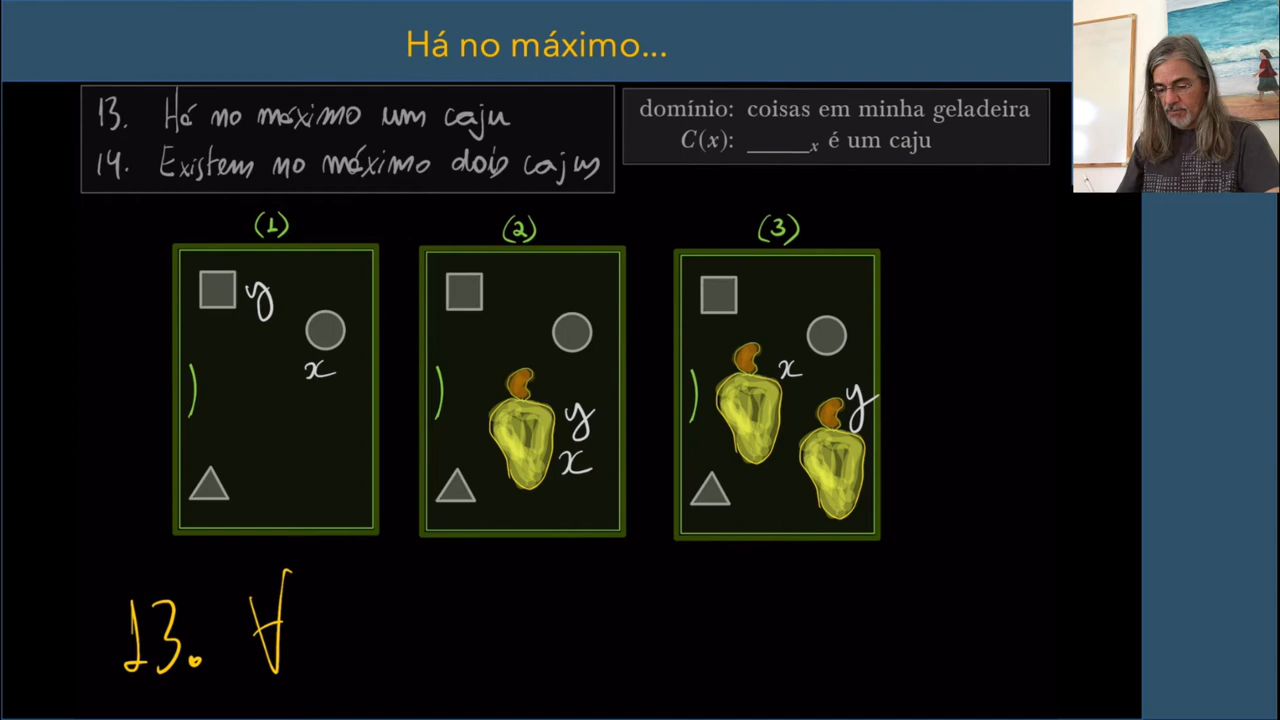 Há no máximo...
13. Há no máximo um caju
14. Existem no máximo dois cajus
domínio: coisas em minha geladeira
C(x): ______x é um caju
(1)
(2)
(3)
y
x
y
x
x
y
13. ∀